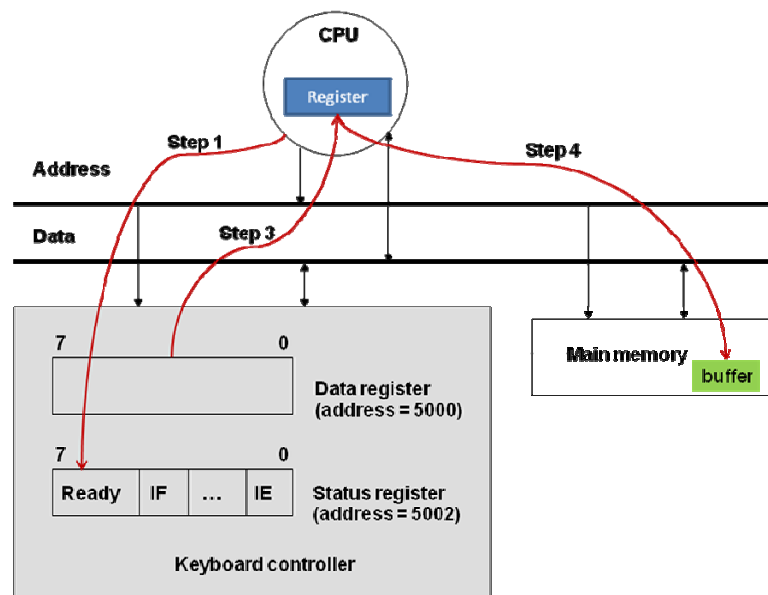 CPU
Register
Step 1
Step 4
Address
Data
Step 3
7 0
Main memory
buffer
Data register
(address = 5000)
7 0
Ready IF ... IE
Status register
(address = 5002)
Keyboard controller